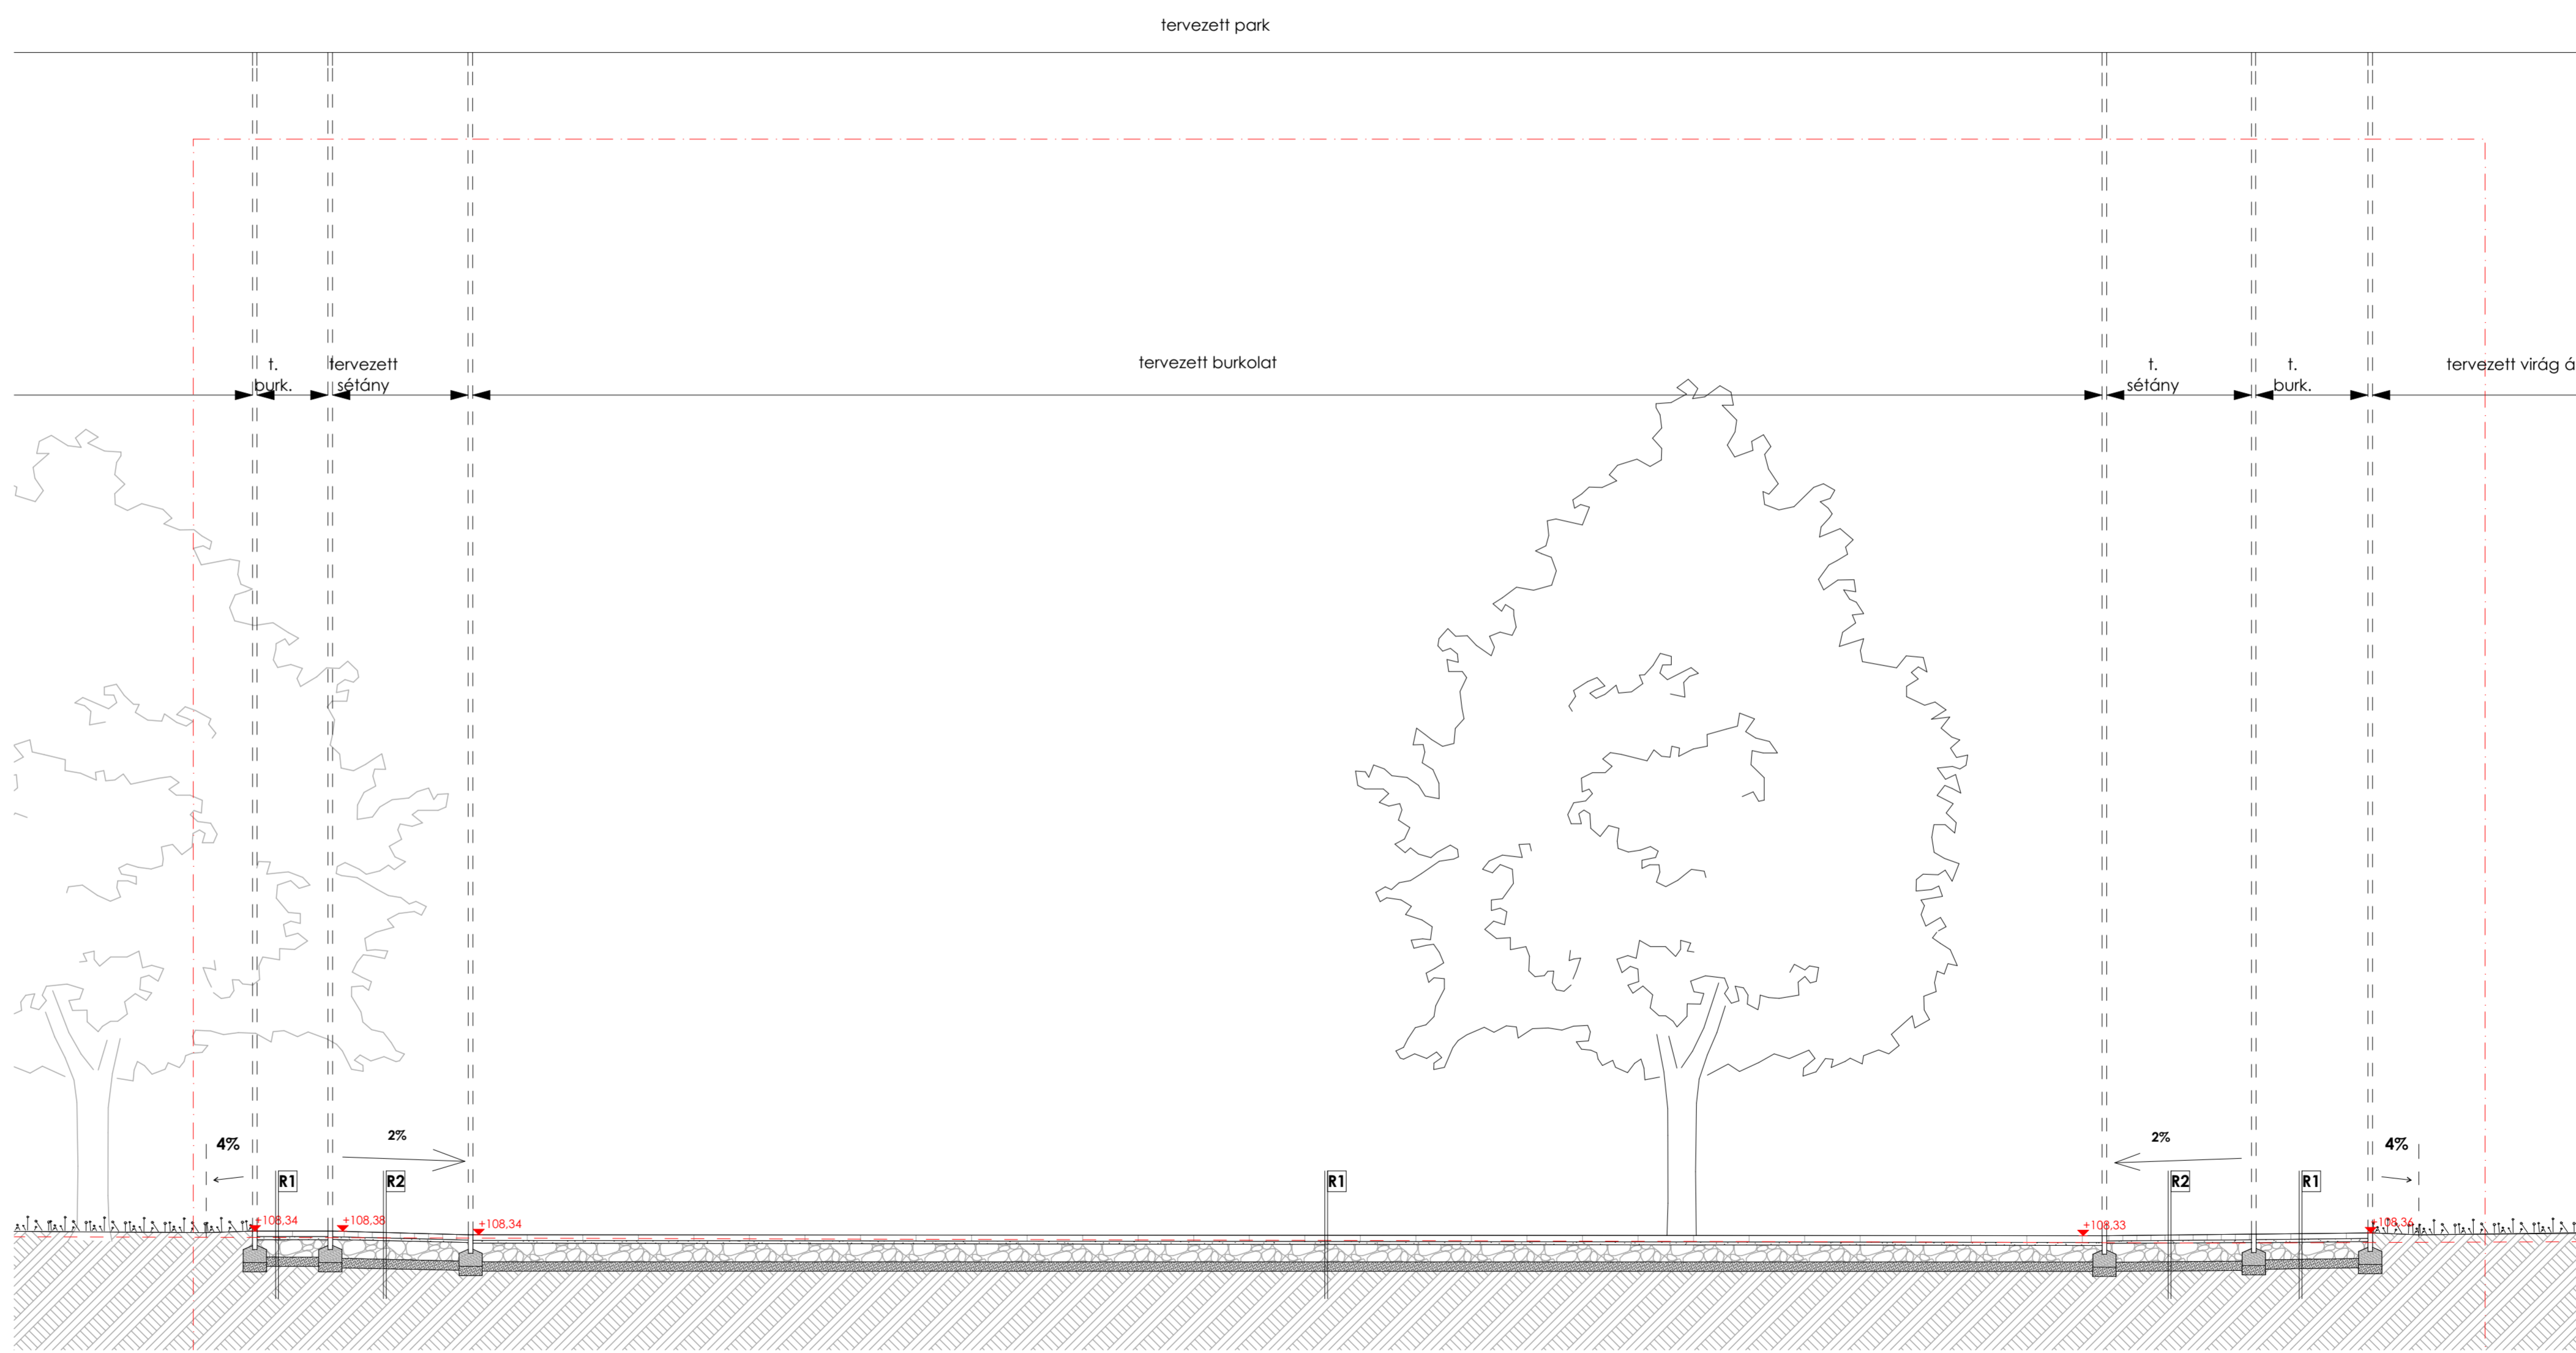 tervezett park
t.
burk.
tervezett
sétány
tervezett burkolat
t.
sétány
t.
burk.
tervezett virág á
4%
2%
2%
4%
R1
R2
R1
R2
R1
+108,34
+108,38
+108,34
+108,33
+108,36